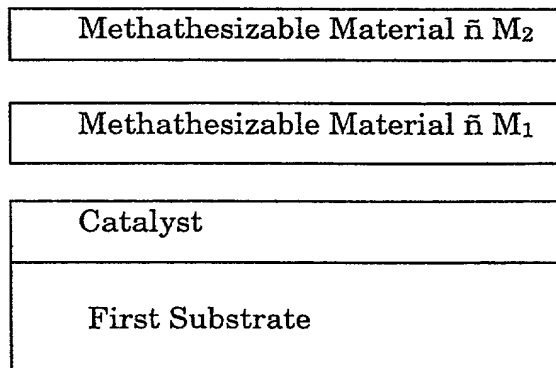 Methathesizable Material ñ M₂
Methathesizable Material ñ M₁
Catalyst
First Substrate